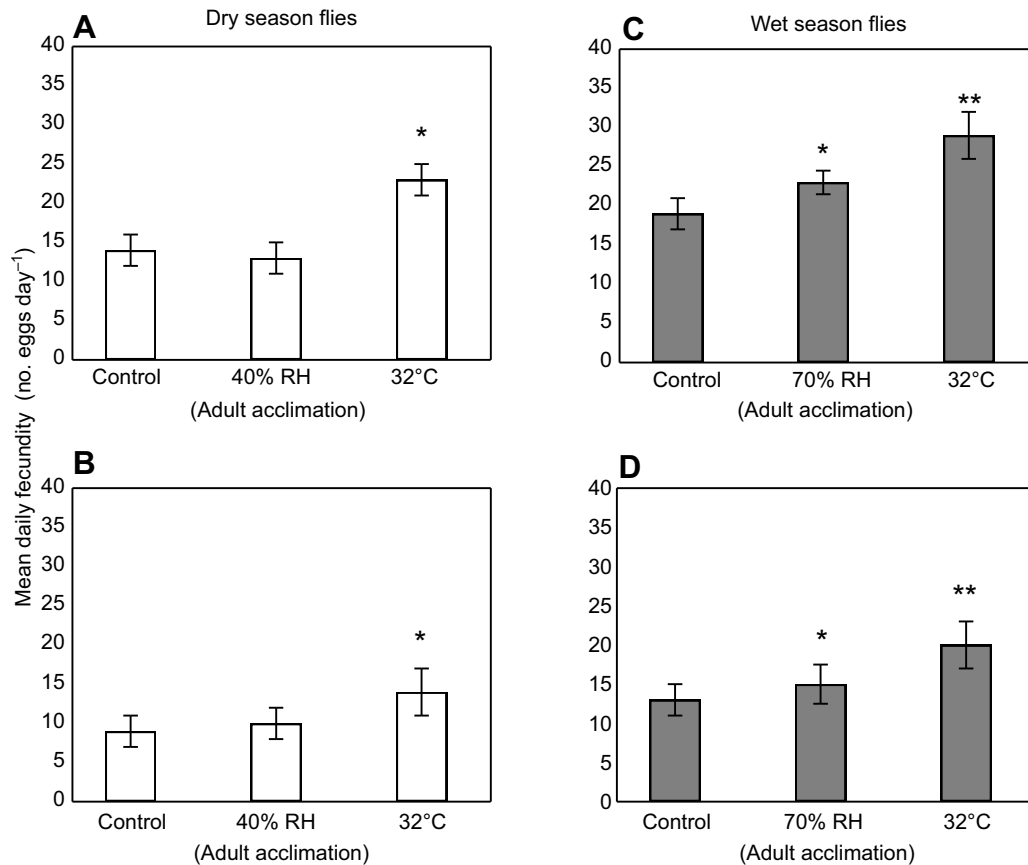 Mean daily fecundity (no. eggs day–1)
Dry season flies
A
40
35
30
25
20
15
10
5
0
*
Control 40% RH 32°C
(Adult acclimation)
Wet season flies
C
40
35
30
25
20
15
10
5
0
* **
Control 70% RH 32°C
(Adult acclimation)
B
40
35
30
25
20
15
10
5
0
*
Control 40% RH 32°C
(Adult acclimation)
D
40
35
30
25
20
15
10
5
0
* **
Control 70% RH 32°C
(Adult acclimation)